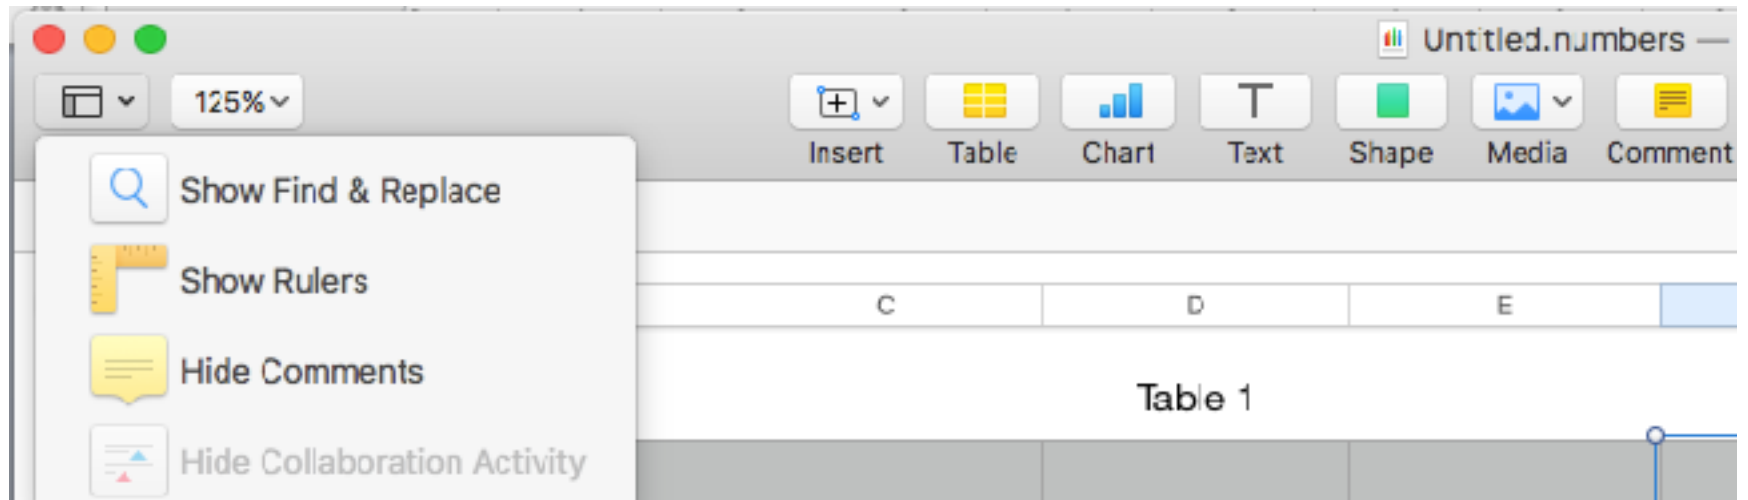 Untitled.numbers —
125%
Insert
Table
Chart
Text
Shape
Media
Comment
Show Find & Replace
Show Rulers
Hide Comments
Hide Collaboration Activity
C
D
E
Table 1